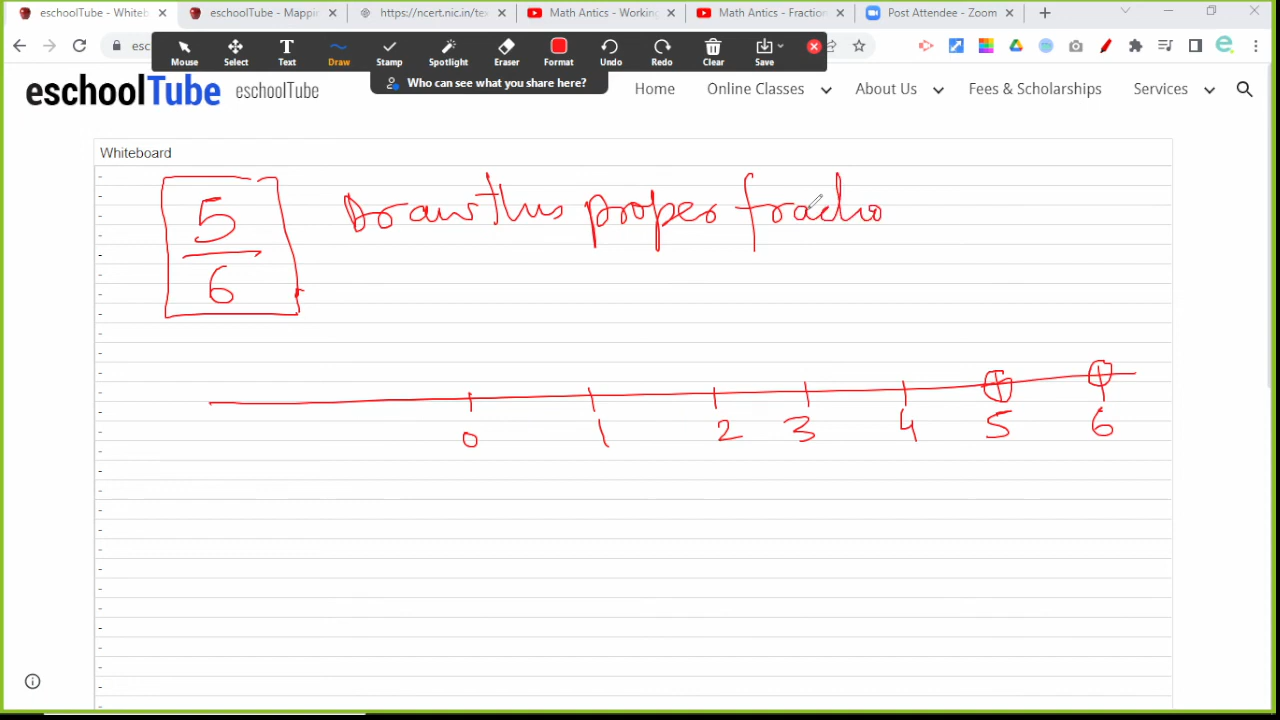 eschoolTube - Whiteb
eschoolTube - Mappin
https://ncert.nic.in/te
Math Antics - Working
Math Antics - Fraction
Post Attendee - Zoom
esc
Mouse Select Text Draw Stamp Spotlight Eraser Format Undo Redo Clear Save
Who can see what you share here?
eschoolTube eschoolTube Home Online Classes About Us Fees & Scholarships Services
Whiteboard
5
6
Draw this proper fractio
0 1 2 3 4 5 6